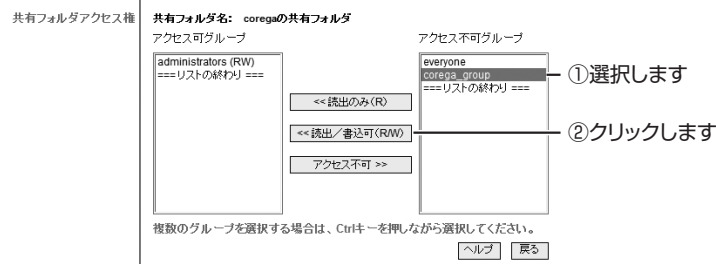 共有フォルダアクセス権
共有フォルダ名: coregaの共有フォルダ
アクセス可グループ
アクセス不可グループ
administrators (RW)
===リストの終わり ===
everyone
corega_group
===リストの終わり ===
<< 読出のみ(R)
<< 読出／書込可(R/W)
アクセス不可 >>
①選択します
②クリックします
複数のグループを選択する場合は、Ctrlキーを押しながら選択してください。
ヘルプ
戻る